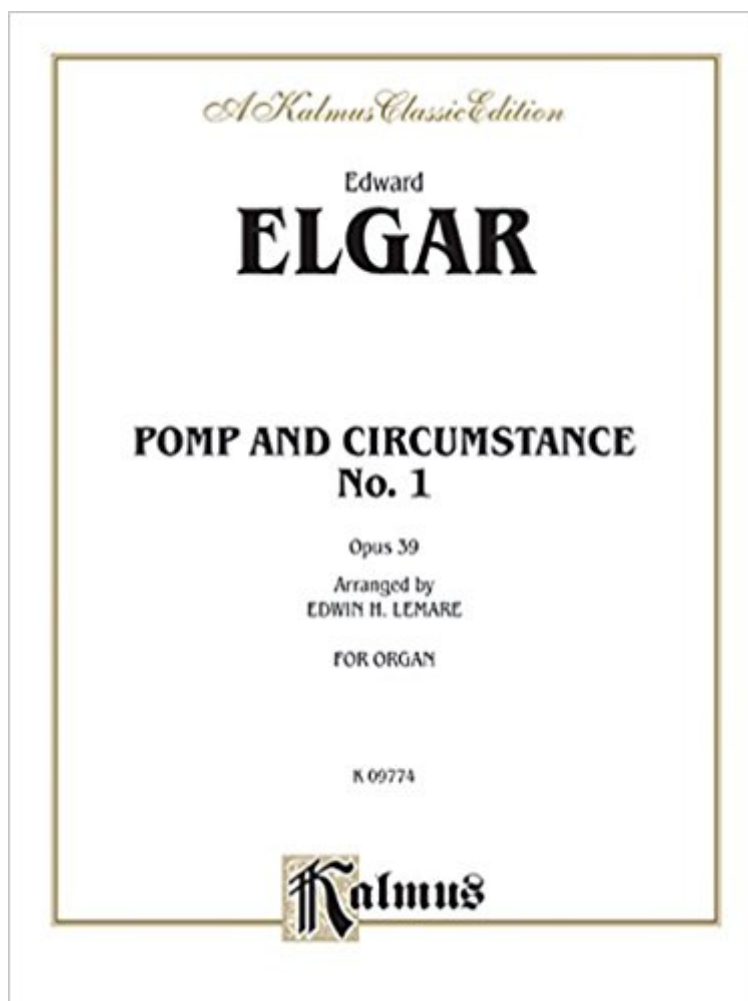 A Kalmus Classic Edition
Edward
ELGAR
POMP AND CIRCUMSTANCE
No. 1
Opus 39
Arranged by
EDWIN H. LEMARE
FOR ORGAN
K 09774
Kalmus